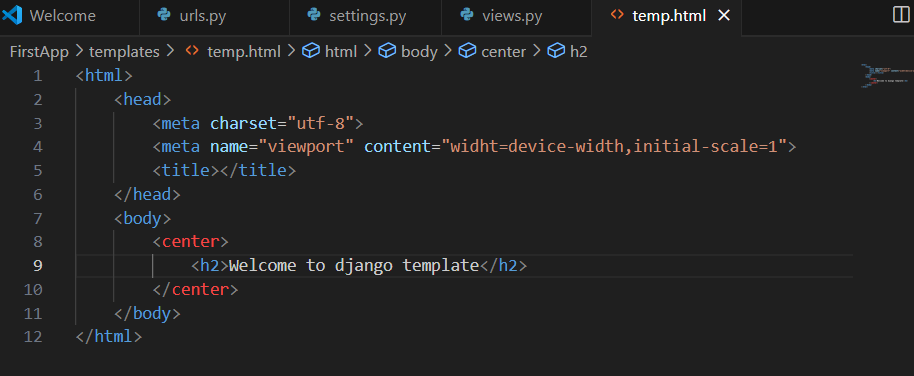 Welcome urls.py settings.py views.py <> temp.html ×
FirstApp > templates > <> temp.html > html > body > center > h2
1 <html>
2 <head>
3 <meta charset="utf-8">
4 <meta name="viewport" content="widht=device-width,initial-scale=1">
5 <title></title>
6 </head>
7 <body>
8 <center>
9 <h2>Welcome to django template</h2>
10 </center>
11 </body>
12 </html>